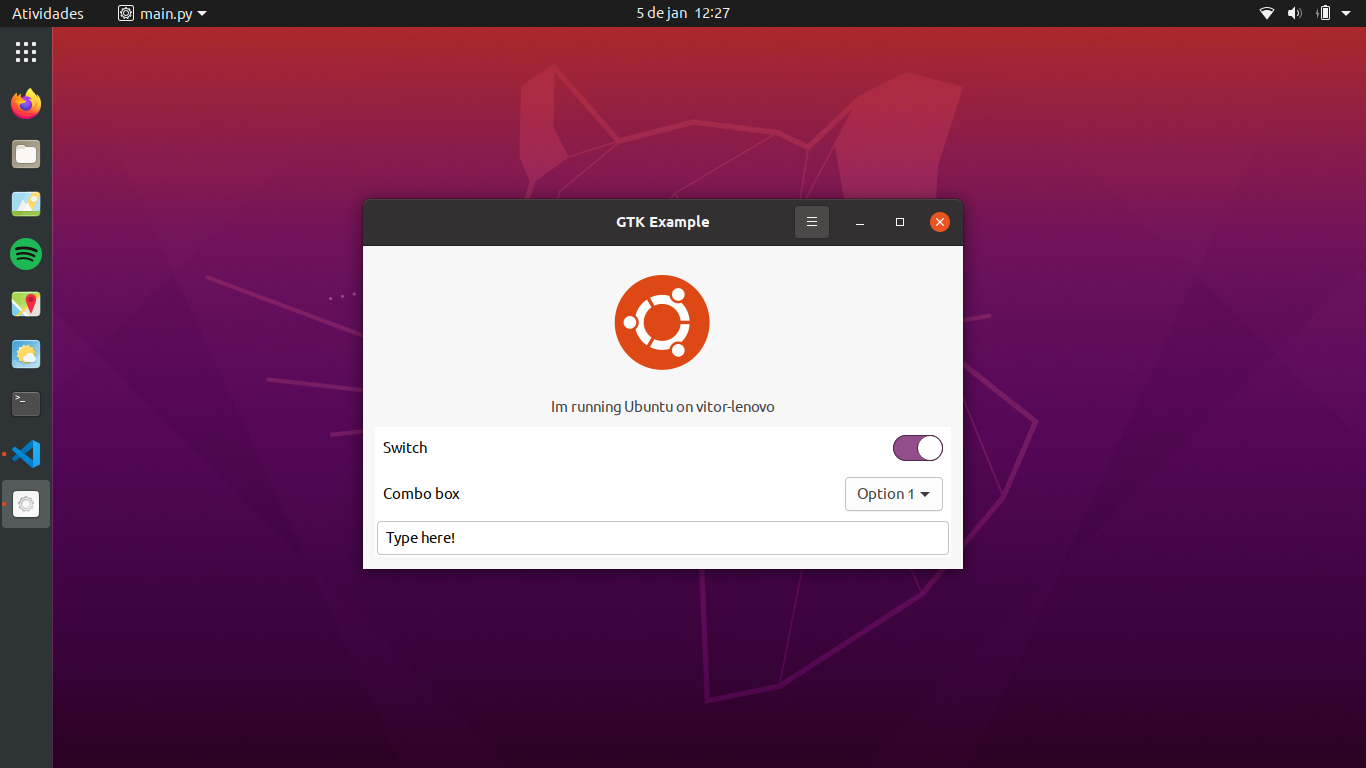 Atividades main.py 5 de jan 12:27
GTK Example
Im running Ubuntu on vitor-lenovo
Switch
Combo box Option 1
Type here!